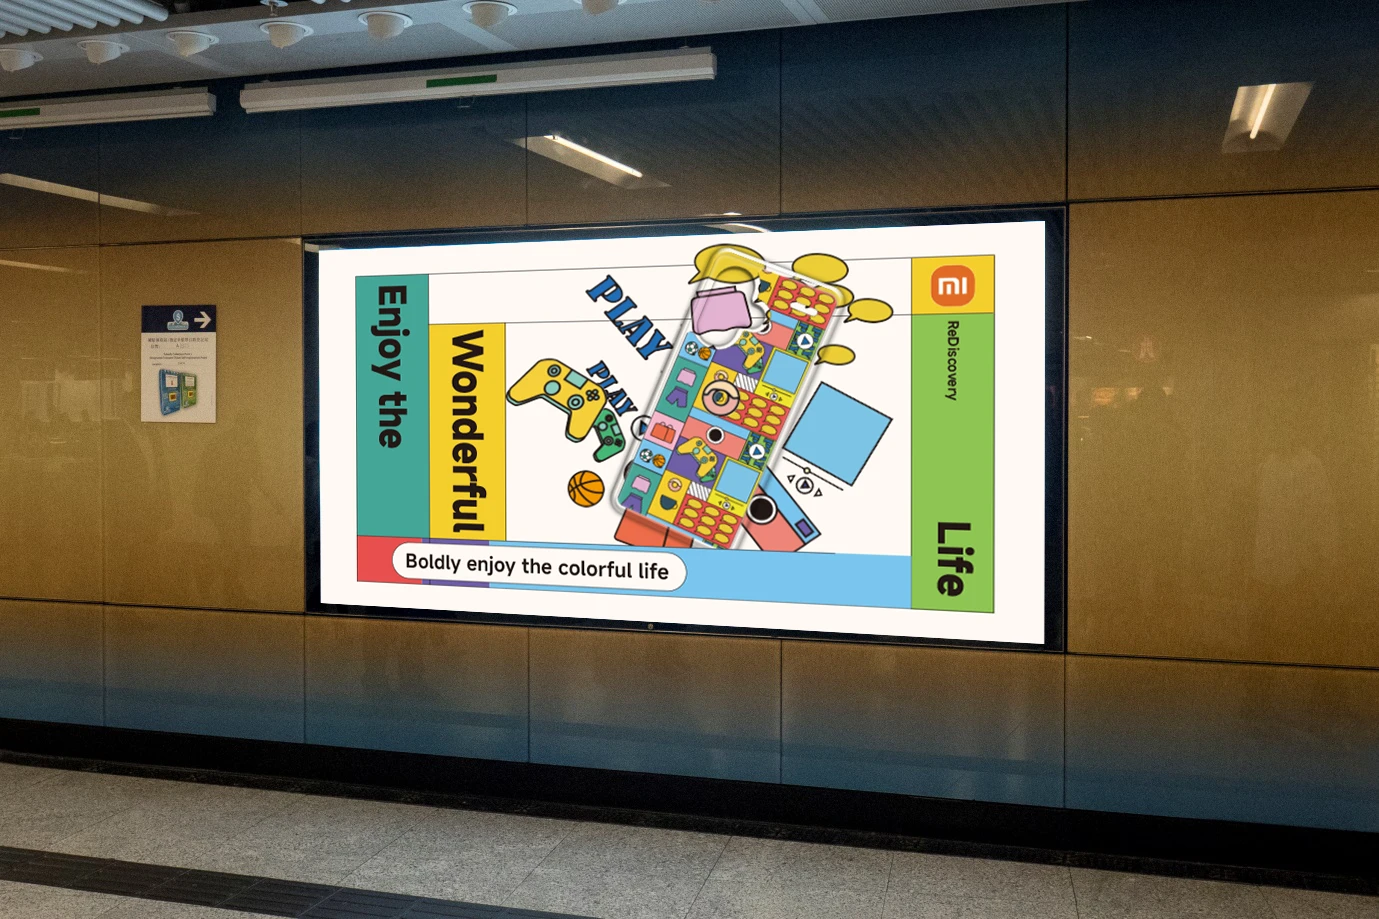 Enjoy the
Wonderful
PLAY
PLAY
mi
ReDiscovery
Life
Boldly enjoy the colorful life